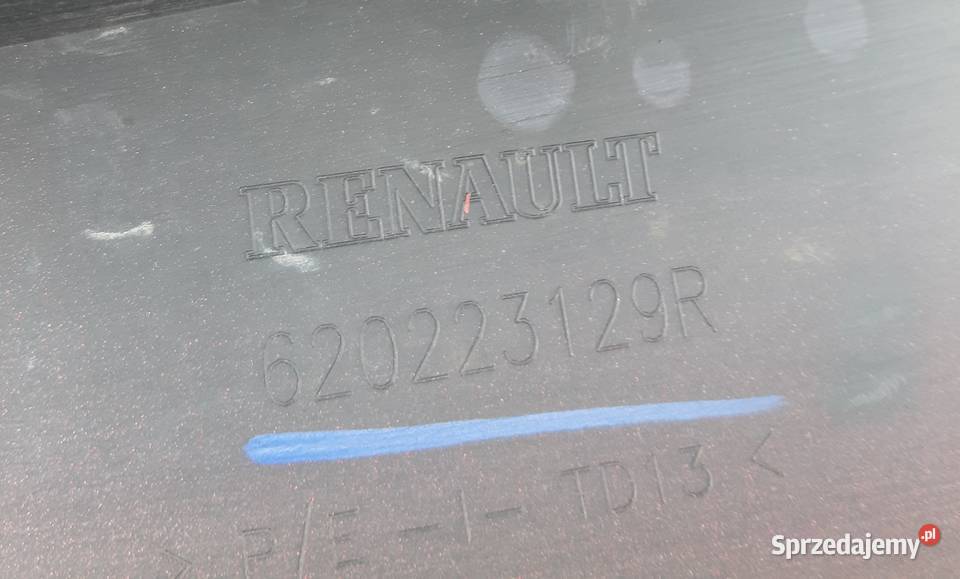 RENAULT
620223129R
> P/E-I-TD13 <
Sprzedajemy.pl